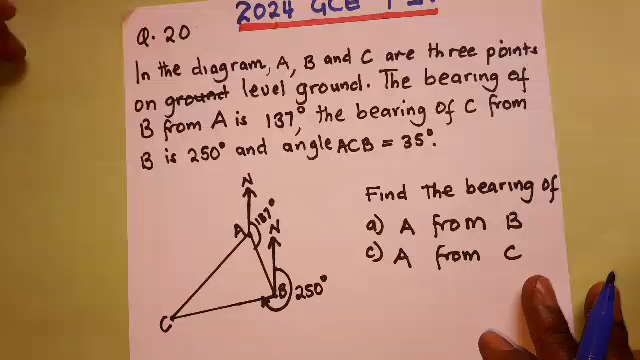 2024 GCE P I.
Q. 20
In the diagram, A, B and C are three points
on ground level ground. The bearing of
B from A is 137°, the bearing of C from
B is 250° and angle ACB = 35°.
Find the bearing of
a) A from B
c) A from C
N
A
137°
N
B
250°
C